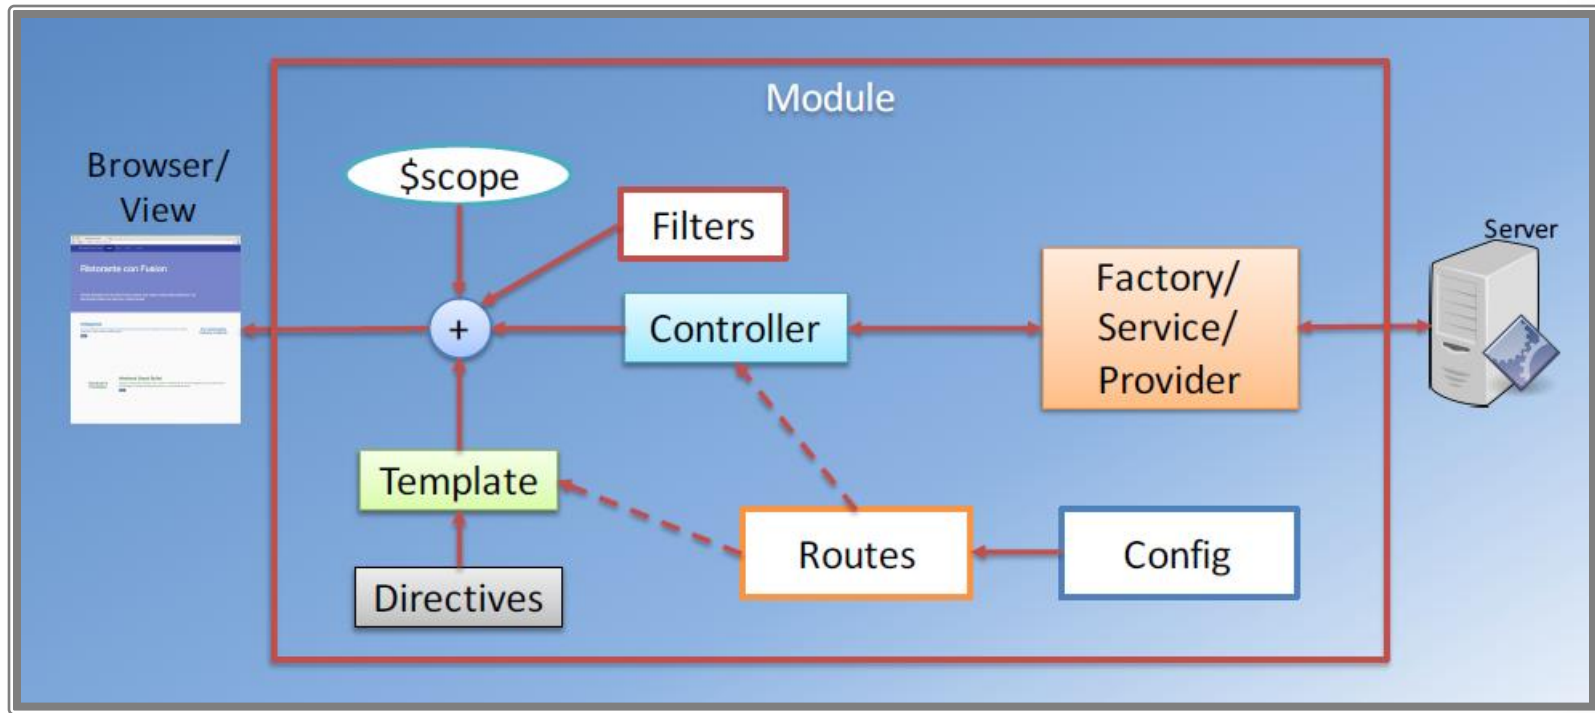 Module
Browser/
View
$scope
Filters
Server
Ristorante con Fusion
+
Controller
Factory/
Service/
Provider
Template
Directives
Routes
Config